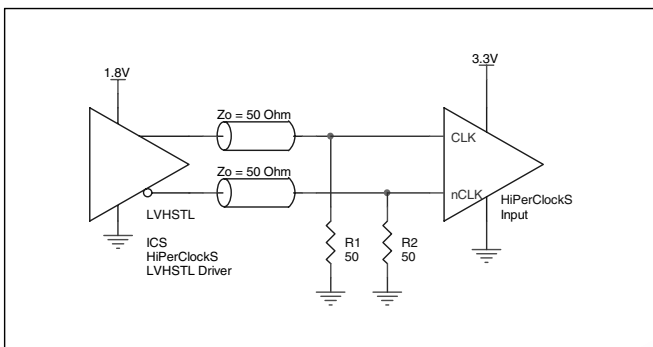 1.8V
3.3V
Zo = 50 Ohm
CLK
Zo = 50 Ohm
nCLK
HiPerClockS
Input
LVHSTL
ICS
HiPerClockS
LVHSTL Driver
R1
50
R2
50